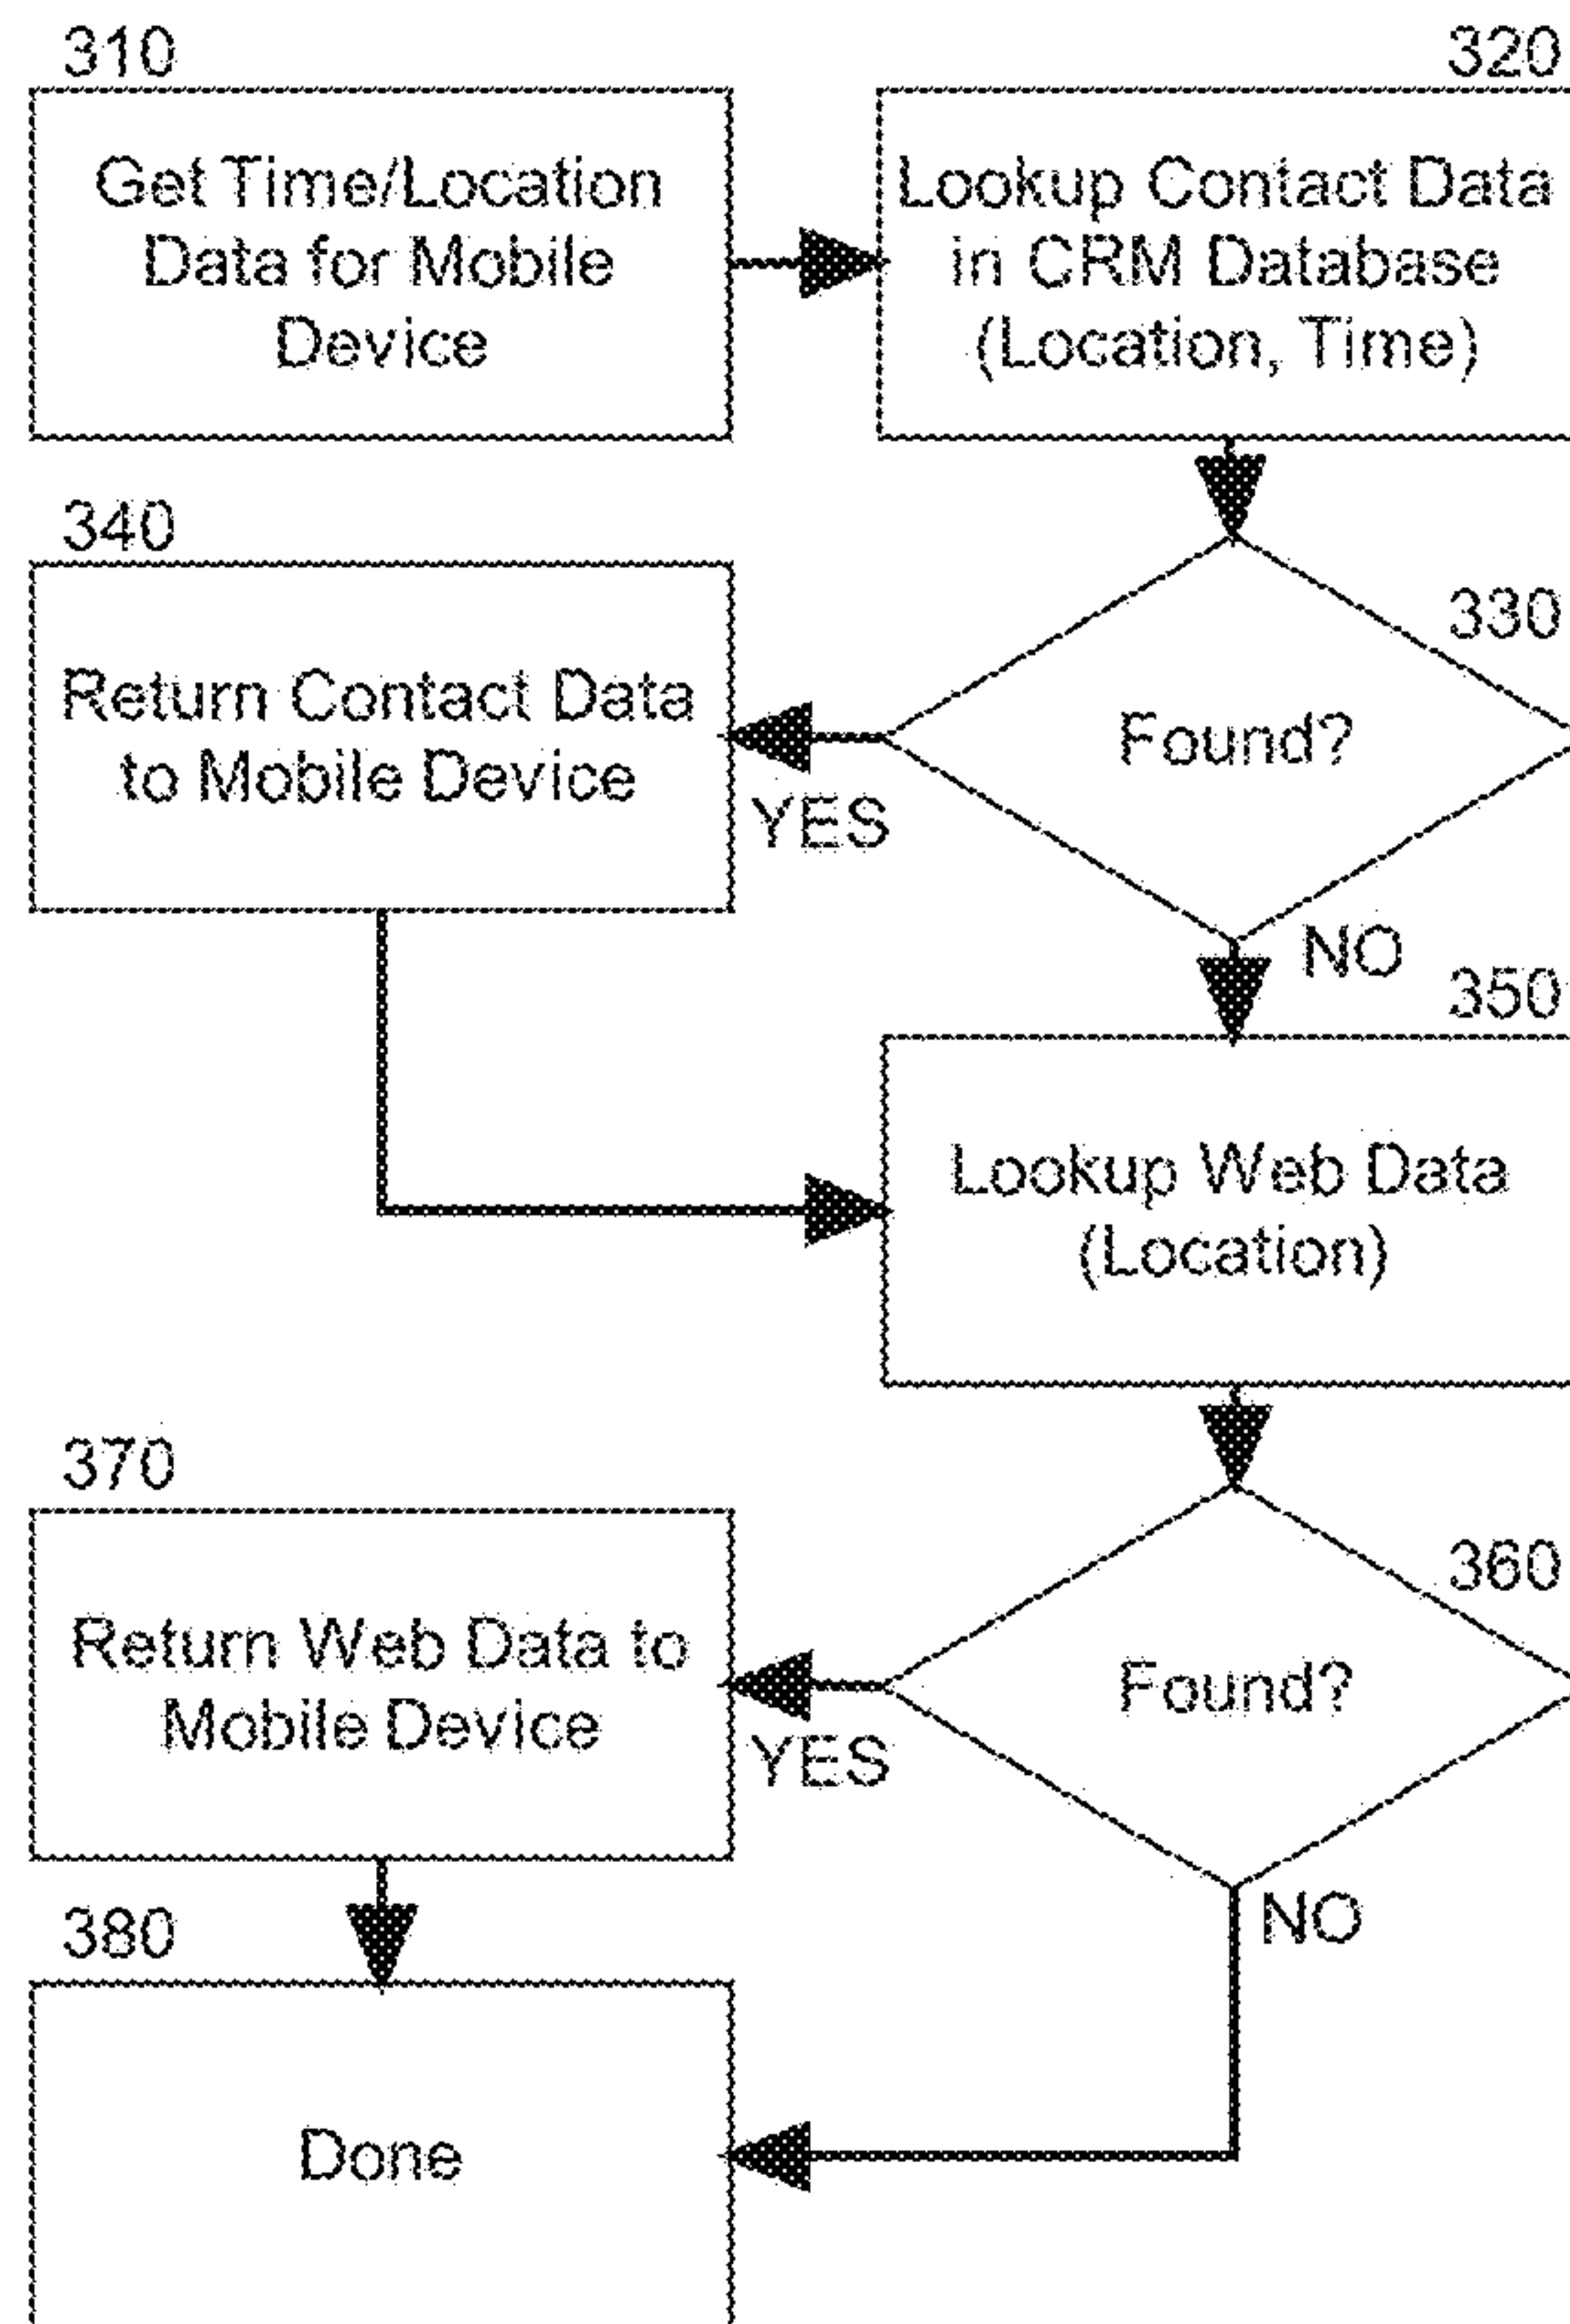 310
Get Time/Location
Data for Mobile
Device
320
Lookup Contact Data
in CRM Database
(Location, Time)
330
Found?
YES
NO
340
Return Contact Data
to Mobile Device
350
Lookup Web Data
(Location)
360
Found?
YES
NO
370
Return Web Data to
Mobile Device
380
Done